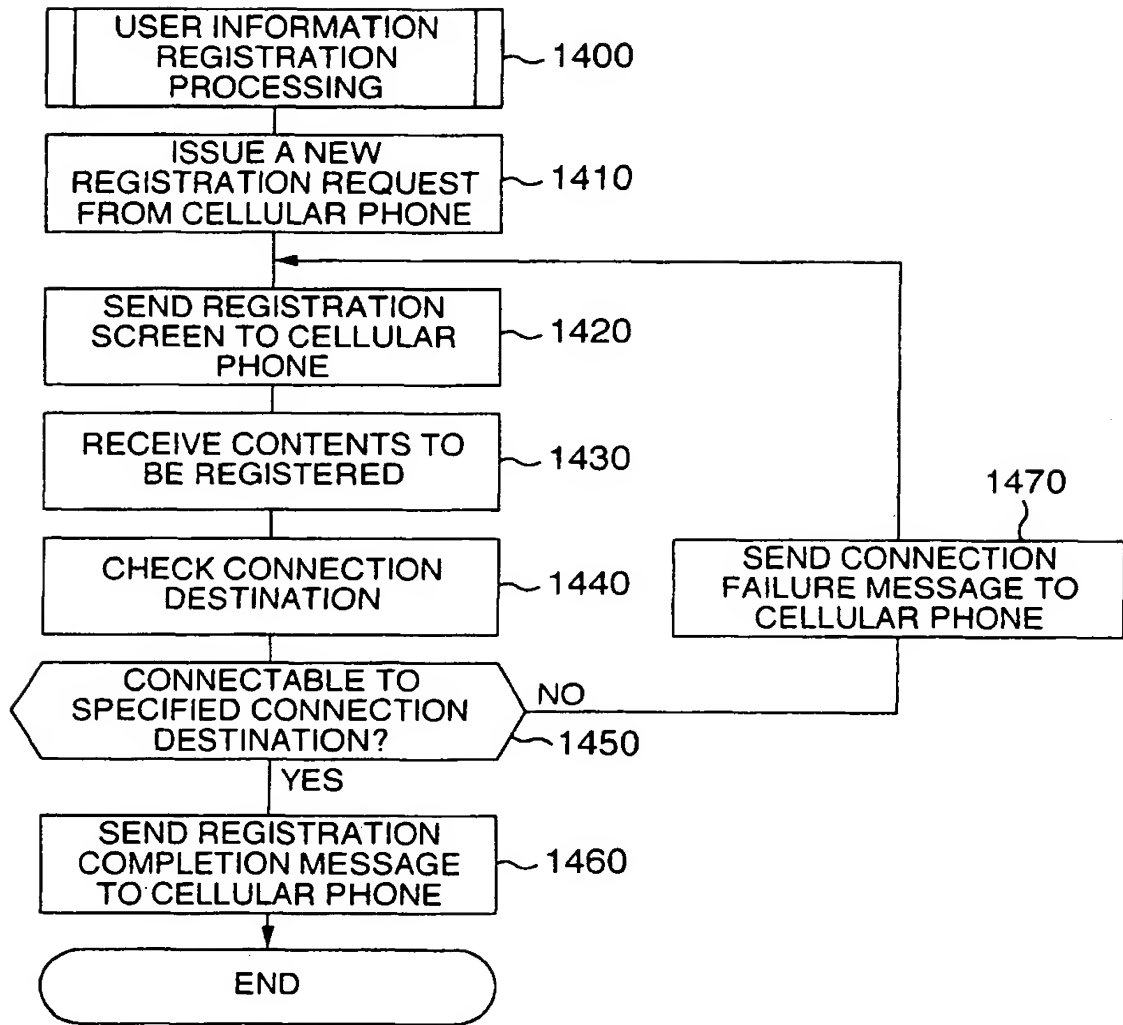 USER INFORMATION
REGISTRATION
PROCESSING
1400
ISSUE A NEW
REGISTRATION REQUEST
FROM CELLULAR PHONE
1410
SEND REGISTRATION
SCREEN TO CELLULAR
PHONE
1420
RECEIVE CONTENTS TO
BE REGISTERED
1430
1470
CHECK CONNECTION
DESTINATION
1440
SEND CONNECTION
FAILURE MESSAGE TO
CELLULAR PHONE
CONNECTABLE TO
SPECIFIED CONNECTION
DESTINATION?
NO
1450
YES
SEND REGISTRATION
COMPLETION MESSAGE
TO CELLULAR PHONE
1460
END